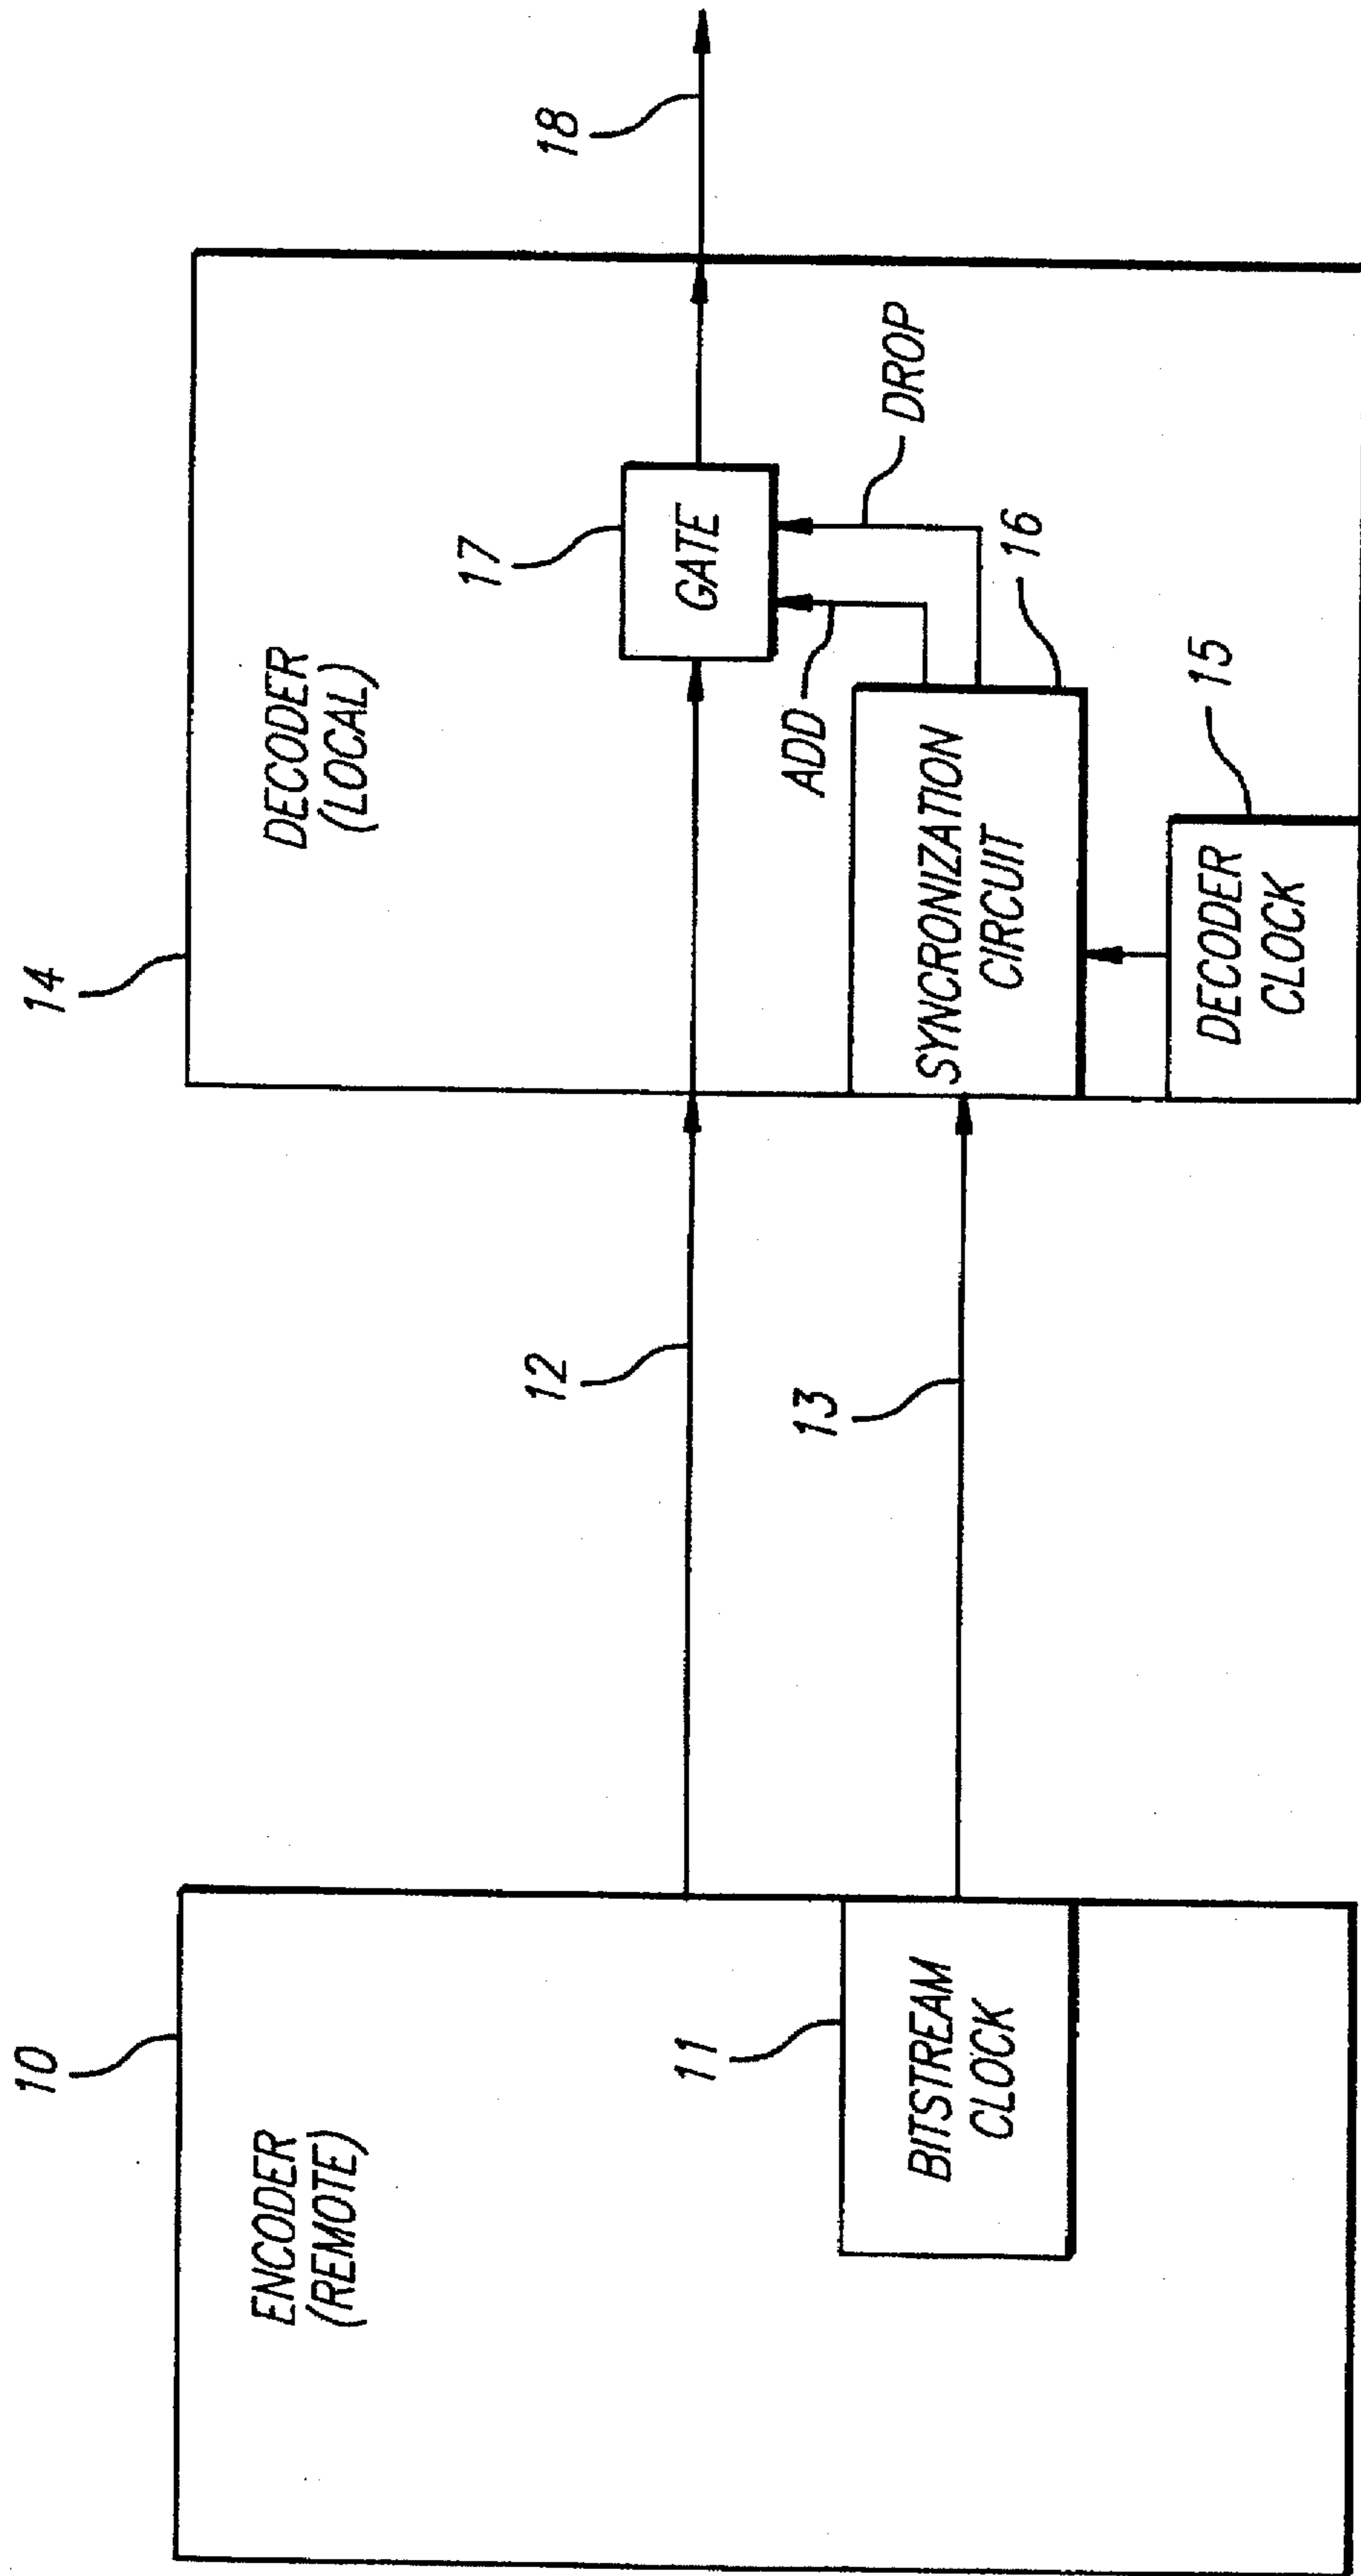 10
ENCODER
(REMOTE)
11
BITSTREAM
CLOCK
12
13
14
DECODER
(LOCAL)
17
GATE
18
ADD
DROP
SYNCRONIZATION
CIRCUIT
16
DECODER
CLOCK
15